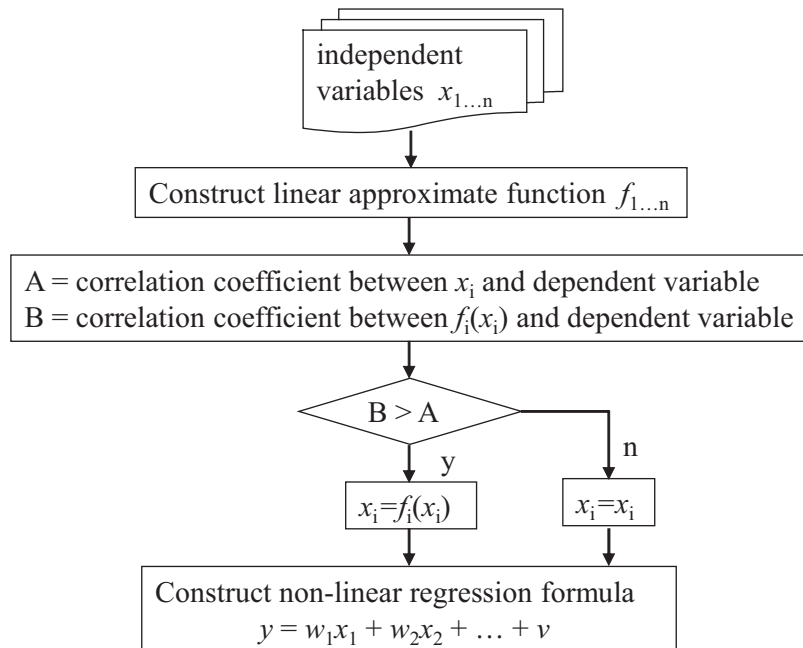 independent
variables x1…n
Construct linear approximate function f1…n
A = correlation coefficient between xi and dependent variable
B = correlation coefficient between fi(xi) and dependent variable
B > A
y
n
xi=fi(xi)
xi=xi
Construct non-linear regression formula
y = w1x1 + w2x2 + … + v